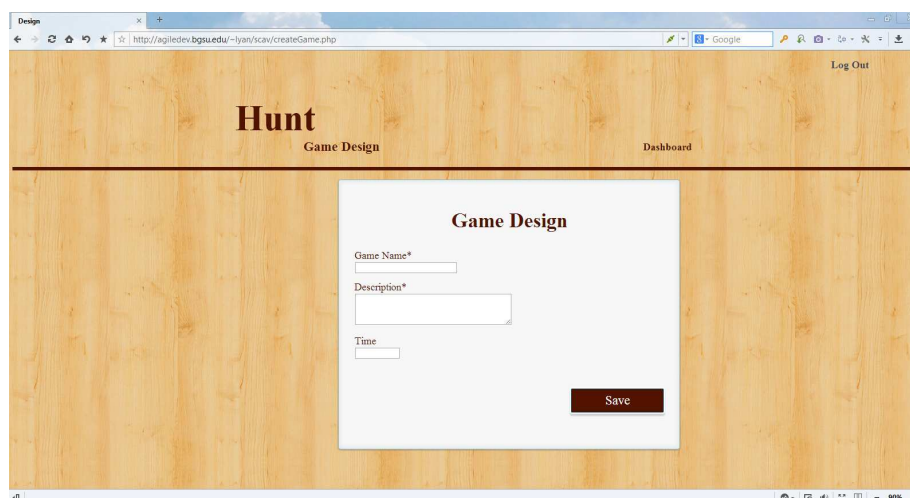 Design
http://agiledev.bgsu.edu/~lyan/scav/createGame.php
Google
Log Out
Hunt
Game Design
Dashboard
Game Design
Game Name*
Description*
Time
Save
90%